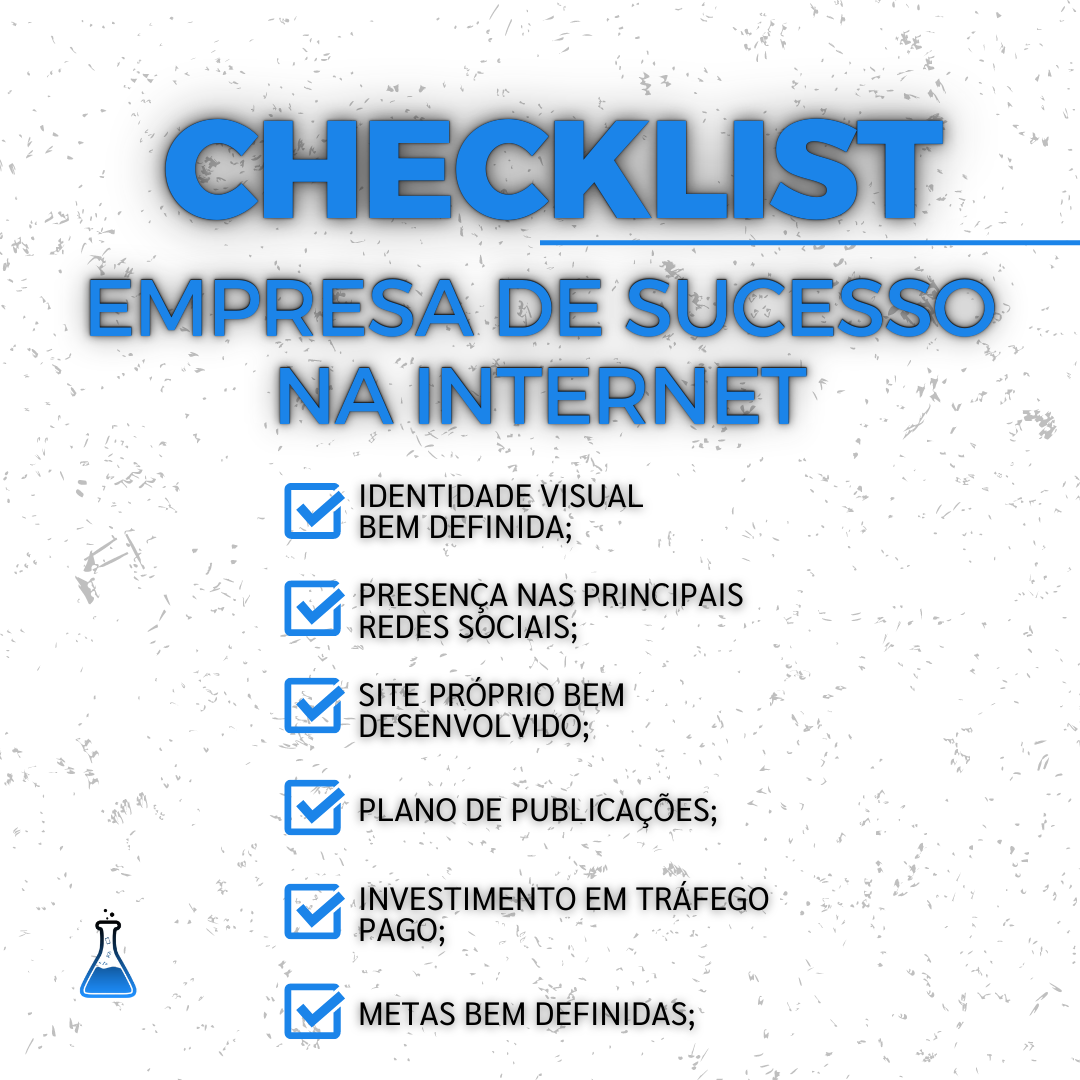 CHECKLIST
EMPRESA DE SUCESSO
NA INTERNET
IDENTIDADE VISUAL
BEM DEFINIDA;
PRESENÇA NAS PRINCIPAIS
REDES SOCIAIS;
SITE PRÓPRIO BEM
DESENVOLVIDO;
PLANO DE PUBLICAÇÕES;
INVESTIMENTO EM TRÁFEGO
PAGO;
METAS BEM DEFINIDAS;